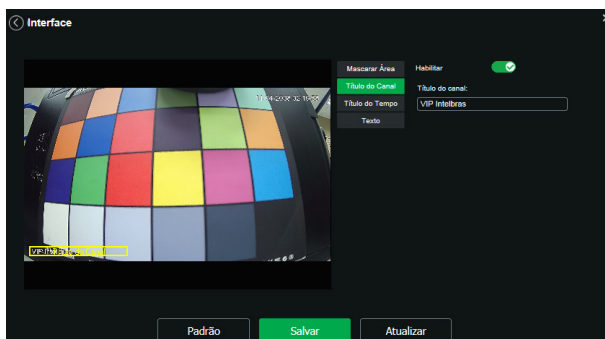 Interface
Mascarar Área
Título do Canal
Título do Tempo
Texto
Habilitar
Título do canal:
VIP Intelbras
Padrão
Salvar
Atualizar